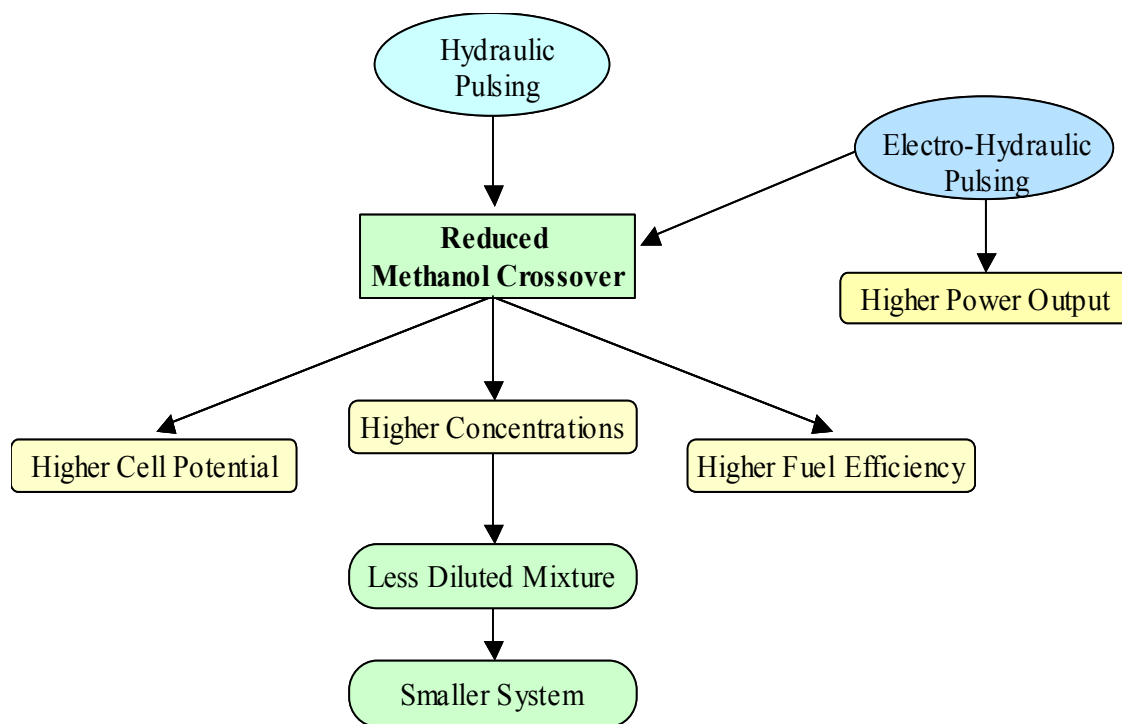 Hydraulic
Pulsing
Electro-Hydraulic
Pulsing
Reduced
Methanol Crossover
Higher Power Output
Higher Cell Potential
Higher Concentrations
Higher Fuel Efficiency
Less Diluted Mixture
Smaller System